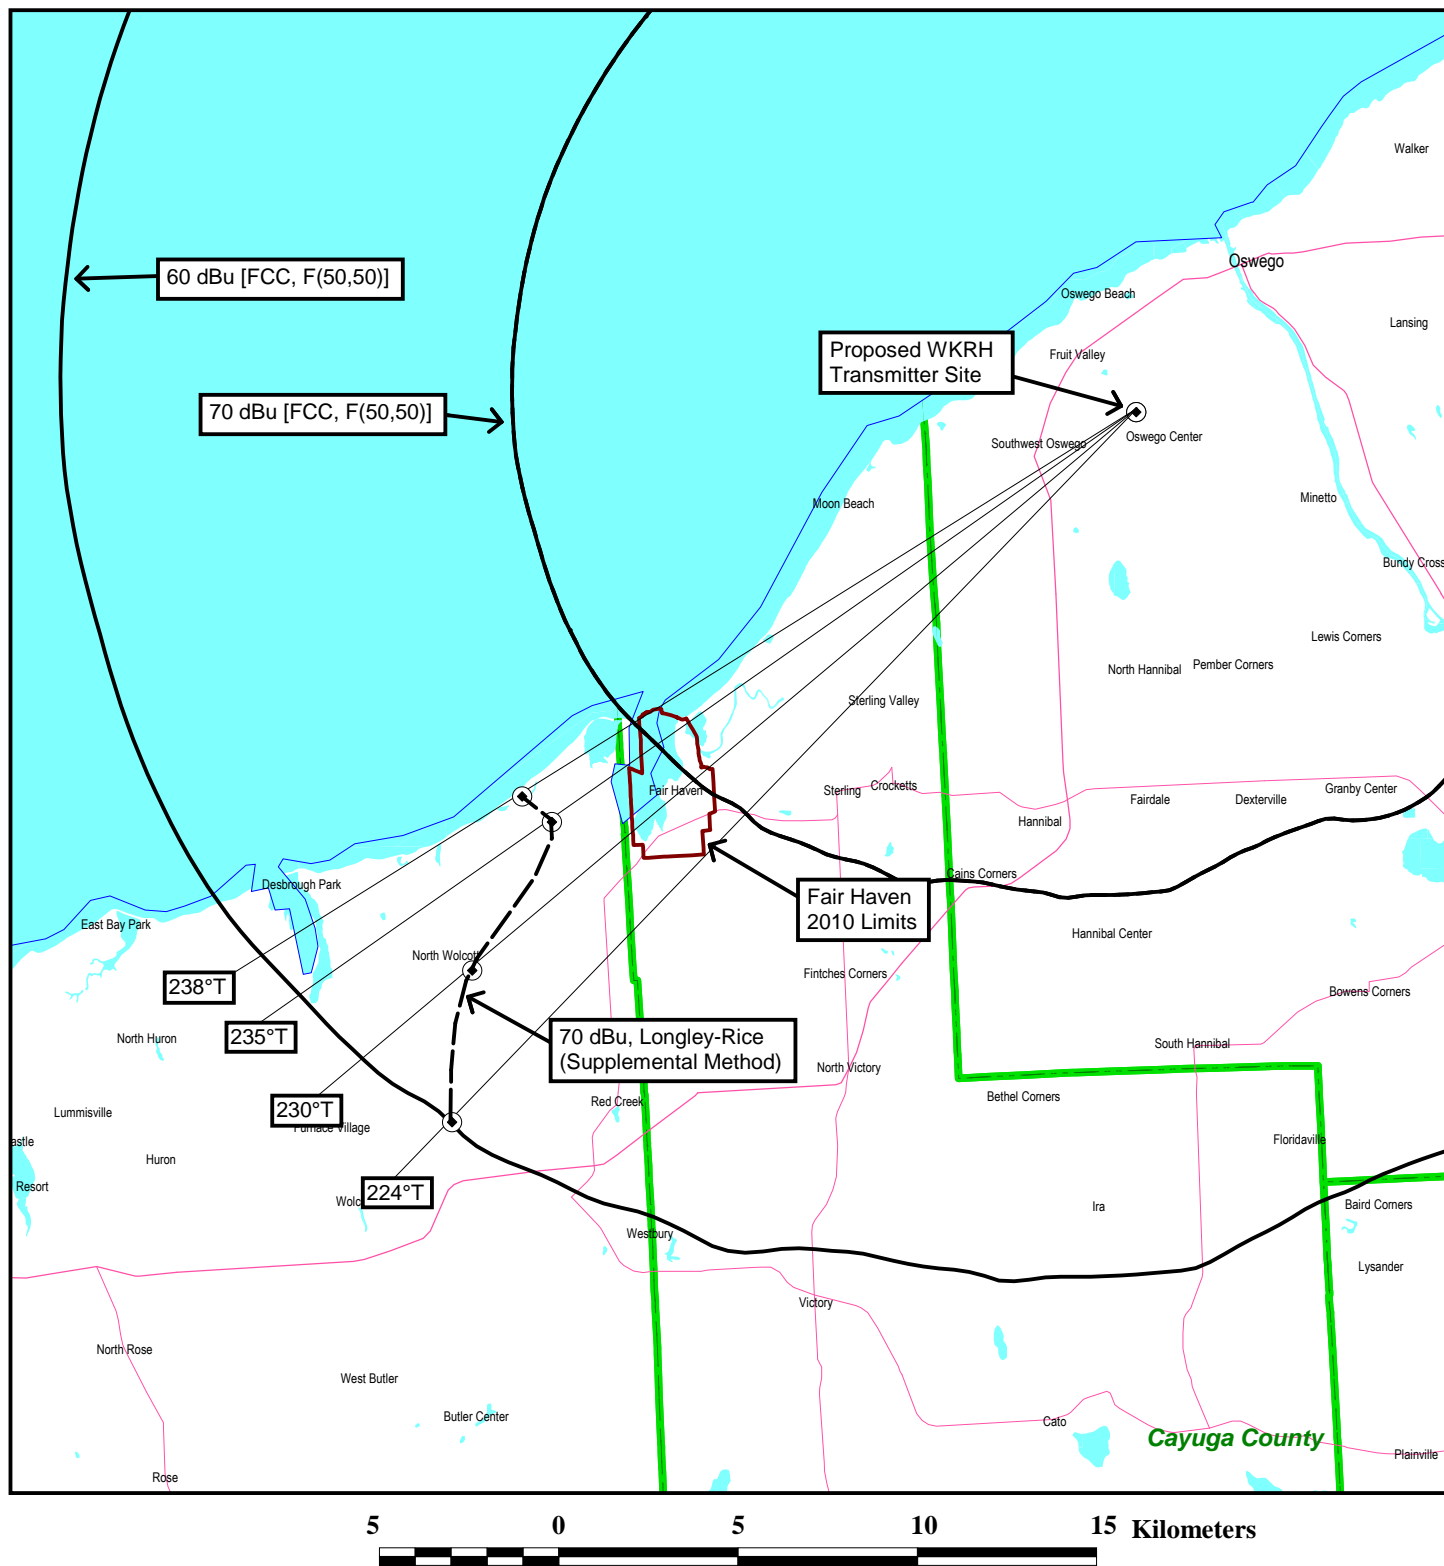 Walker
Oswego
60 dBu [FCC, F(50,50)]
Oswego Beach
Lansing
Proposed WKRH
Transmitter Site
Fruit Valley
70 dBu [FCC, F(50,50)]
Southwest Oswego
Oswego Center
Moon Beach
Minetto
Bundy Cross
Lewis Corners
North Hannibal
Pember Corners
Sterling Valley
Fair Haven
Sterling
Crocketts
Fairdale
Dexterville
Granby Center
Hannibal
Cains Corners
Desbrough Park
Fair Haven
2010 Limits
East Bay Park
Hannibal Center
North Wolcott
Fintches Corners
238°T
Bowens Corners
235°T
North Huron
70 dBu, Longley-Rice
(Supplemental Method)
South Hannibal
North Victory
Bethel Corners
230°T
Red Creek
Lummisville
Furnace Village
astle
Floridaville
Huron
Resort
224°T
Wolc
Ira
Baird Corners
Westbury
Lysander
Victory
North Rose
West Butler
Butler Center
Cato
Cayuga County
Plainville
Rose
5 0 5 10 15 Kilometers